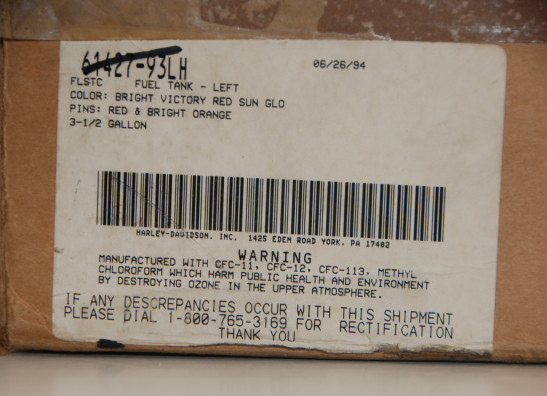 61427-93LH
06/26/94
FLSTC FUEL TANK - LEFT
COLOR: BRIGHT VICTORY RED SUN GLO
PINS: RED & BRIGHT ORANGE
3-1/2 GALLON
HARLEY-DAVIDSON, INC. 1425 EDEN ROAD YORK, PA 17402
WARNING
MANUFACTURED WITH CFC-11, CFC-12, CFC-113, METHYL
CHLOROFORM WHICH HARM PUBLIC HEALTH AND ENVIRONMENT
BY DESTROYING OZONE IN THE UPPER ATMOSPHERE.
IF ANY DESCREPANCIES OCCUR WITH THIS SHIPMENT
PLEASE DIAL 1-800-765-3169 FOR RECTIFICATION
THANK YOU